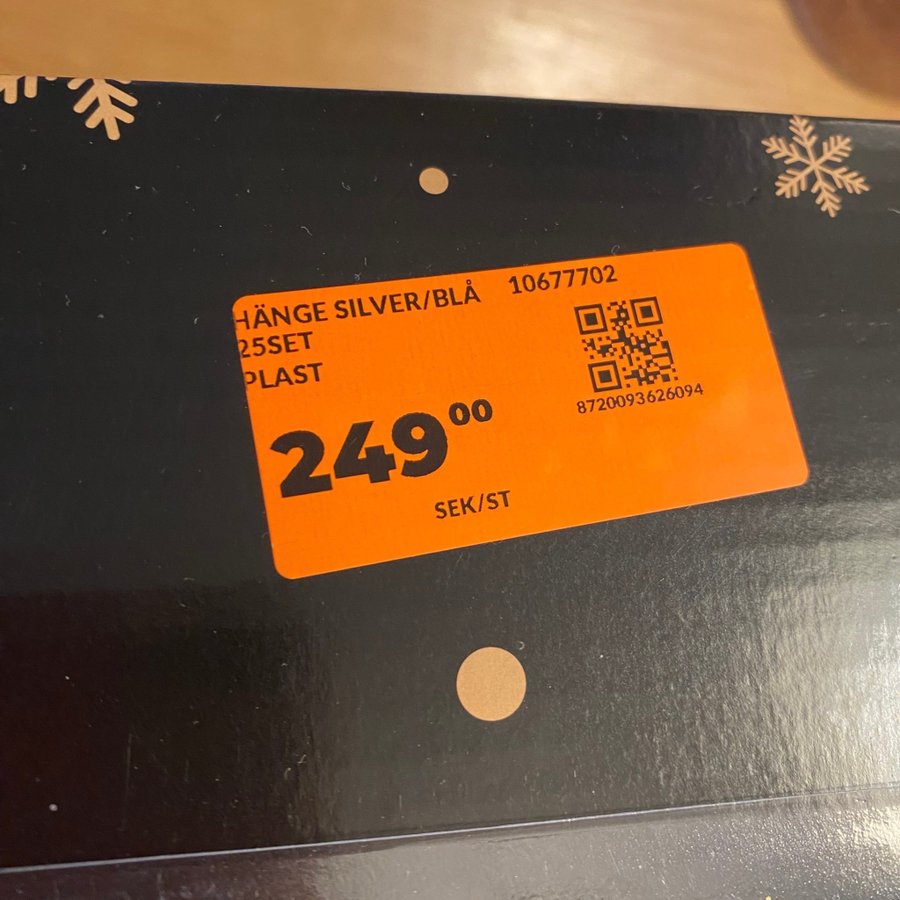 HÄNGE SILVER/BLÅ 10677702
25SET
PLAST
8720093626094
249⁰⁰
SEK/ST